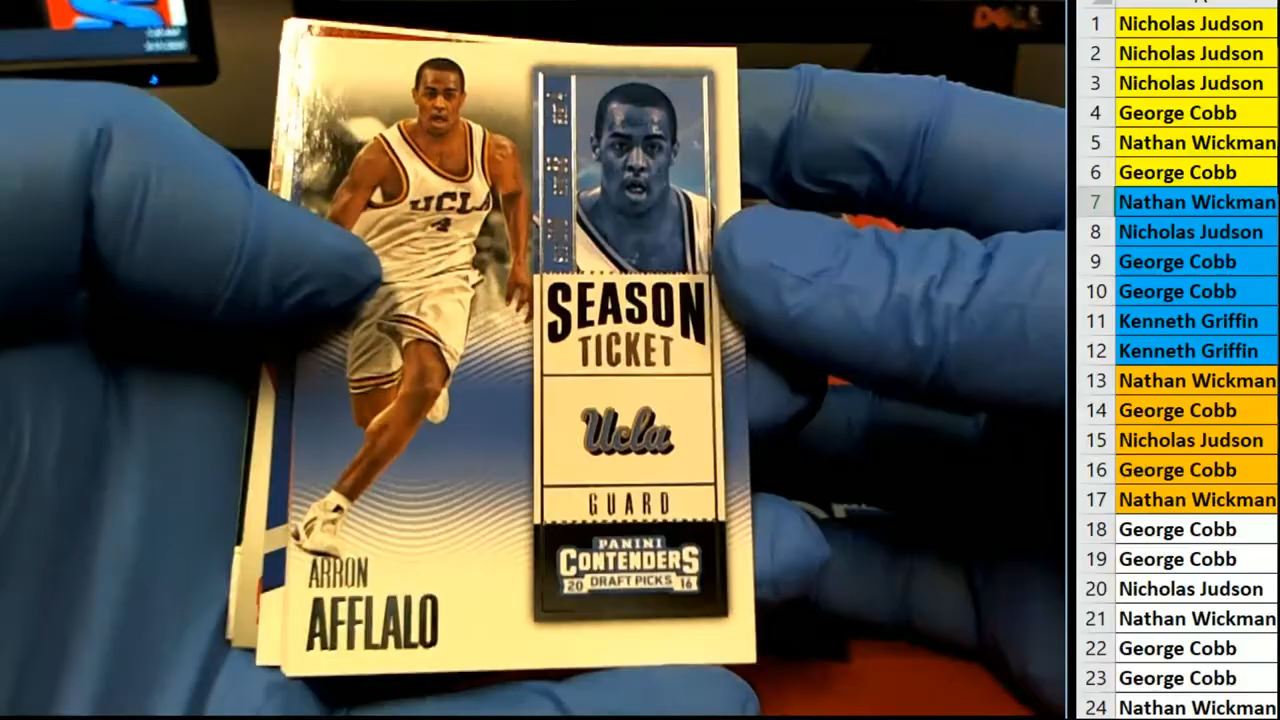 DELL
UCLA
4
SEASON
TICKET
Ucla
GUARD
PANINI
CONTENDERS
20 DRAFT PICKS 16
ARRON
AFFLALO
1 Nicholas Judson
2 Nicholas Judson
3 Nicholas Judson
4 George Cobb
5 Nathan Wickman
6 George Cobb
7 Nathan Wickman
8 Nicholas Judson
9 George Cobb
10 George Cobb
11 Kenneth Griffin
12 Kenneth Griffin
13 Nathan Wickman
14 George Cobb
15 Nicholas Judson
16 George Cobb
17 Nathan Wickman
18 George Cobb
19 George Cobb
20 Nicholas Judson
21 Nathan Wickman
22 George Cobb
23 George Cobb
24 Nathan Wickman